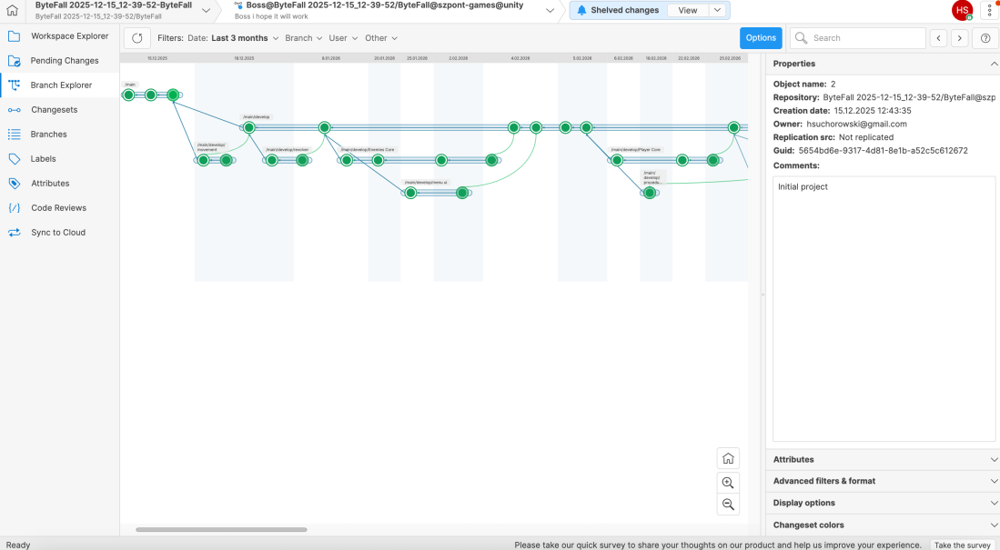 ByteFall 2025-12-15_12-39-52-ByteFall
ByteFall 2025-12-15_12-39-52/ByteFall
Boss@ByteFall 2025-12-15_12-39-52/ByteFall@szpont-games@unity
Boss i hope it will work
Shelved changes
View
HS
Workspace Explorer
Pending Changes
Branch Explorer
Changesets
Branches
Labels
Attributes
Code Reviews
Sync to Cloud
Filters: Date: Last 3 months Branch User Other
Options
Search
15.12.2025 18.12.2025 8.01.2026 20.01.2026 25.01.2026 2.02.2026 4.02.2026 5.02.2026 6.02.2026 19.02.2026 22.02.2026 25.02.2026
/main
/main/develop
/main/develop/
movement
/main/develop/revolver
/main/develop/Enemies Core
/main/develop/Player Core
/main/develop/menu ui
/main/
develop/
procedu...
Properties
Object name: 2
Repository: ByteFall 2025-12-15_12-39-52/ByteFall@szp
Creation date: 15.12.2025 12:43:35
Owner: hsuchorowski@gmail.com
Replication src: Not replicated
Guid: 5654bd6e-9317-4d81-8e1b-a52c5c612672
Comments:
Initial project
Attributes
Advanced filters & format
Display options
Changeset colors
Ready
Please take our quick survey to share your thoughts on our product and help us improve your experience.
Take the survey